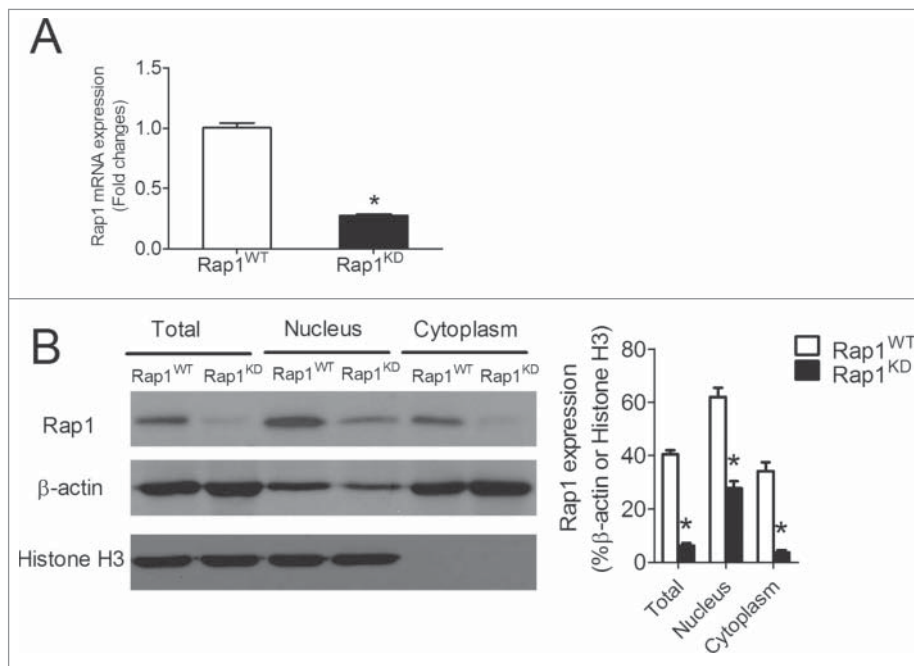 A
Rap1 mRNA expression
(Fold changes)
1.5
1.0
0.5
0.0
*
Rap1WT
Rap1KD
B
Total
Nucleus
Cytoplasm
Rap1WT Rap1KD Rap1WT Rap1KD Rap1WT Rap1KD
Rap1
β-actin
Histone H3
Rap1 expression
(%β-actin or Histone H3)
80
60
40
20
0
*
*
*
Total
Nucleus
Cytoplasm
Rap1WT
Rap1KD